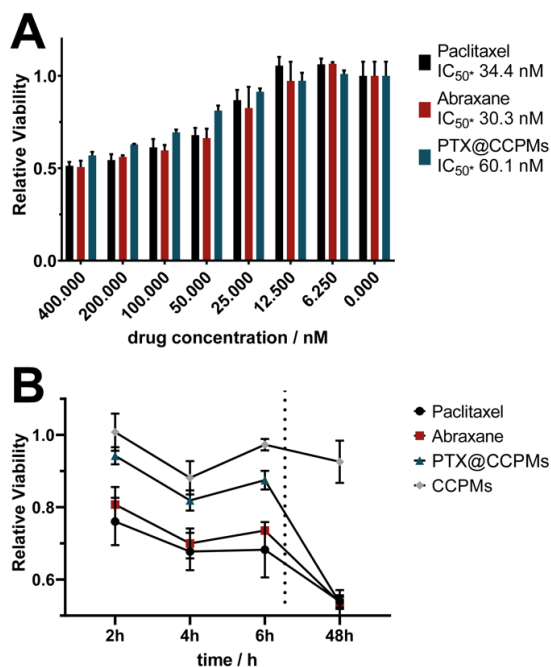 A
Relative Viability
1.0
0.5
0.0
400.000
200.000
100.000
50.000
25.000
12.500
6.250
0.000
drug concentration / nM
Paclitaxel
IC50* 34.4 nM
Abraxane
IC50* 30.3 nM
PTX@CCPMs
IC50* 60.1 nM
B
Relative Viability
1.0
0.8
0.6
2h
4h
6h
48h
time / h
Paclitaxel
Abraxane
PTX@CCPMs
CCPMs